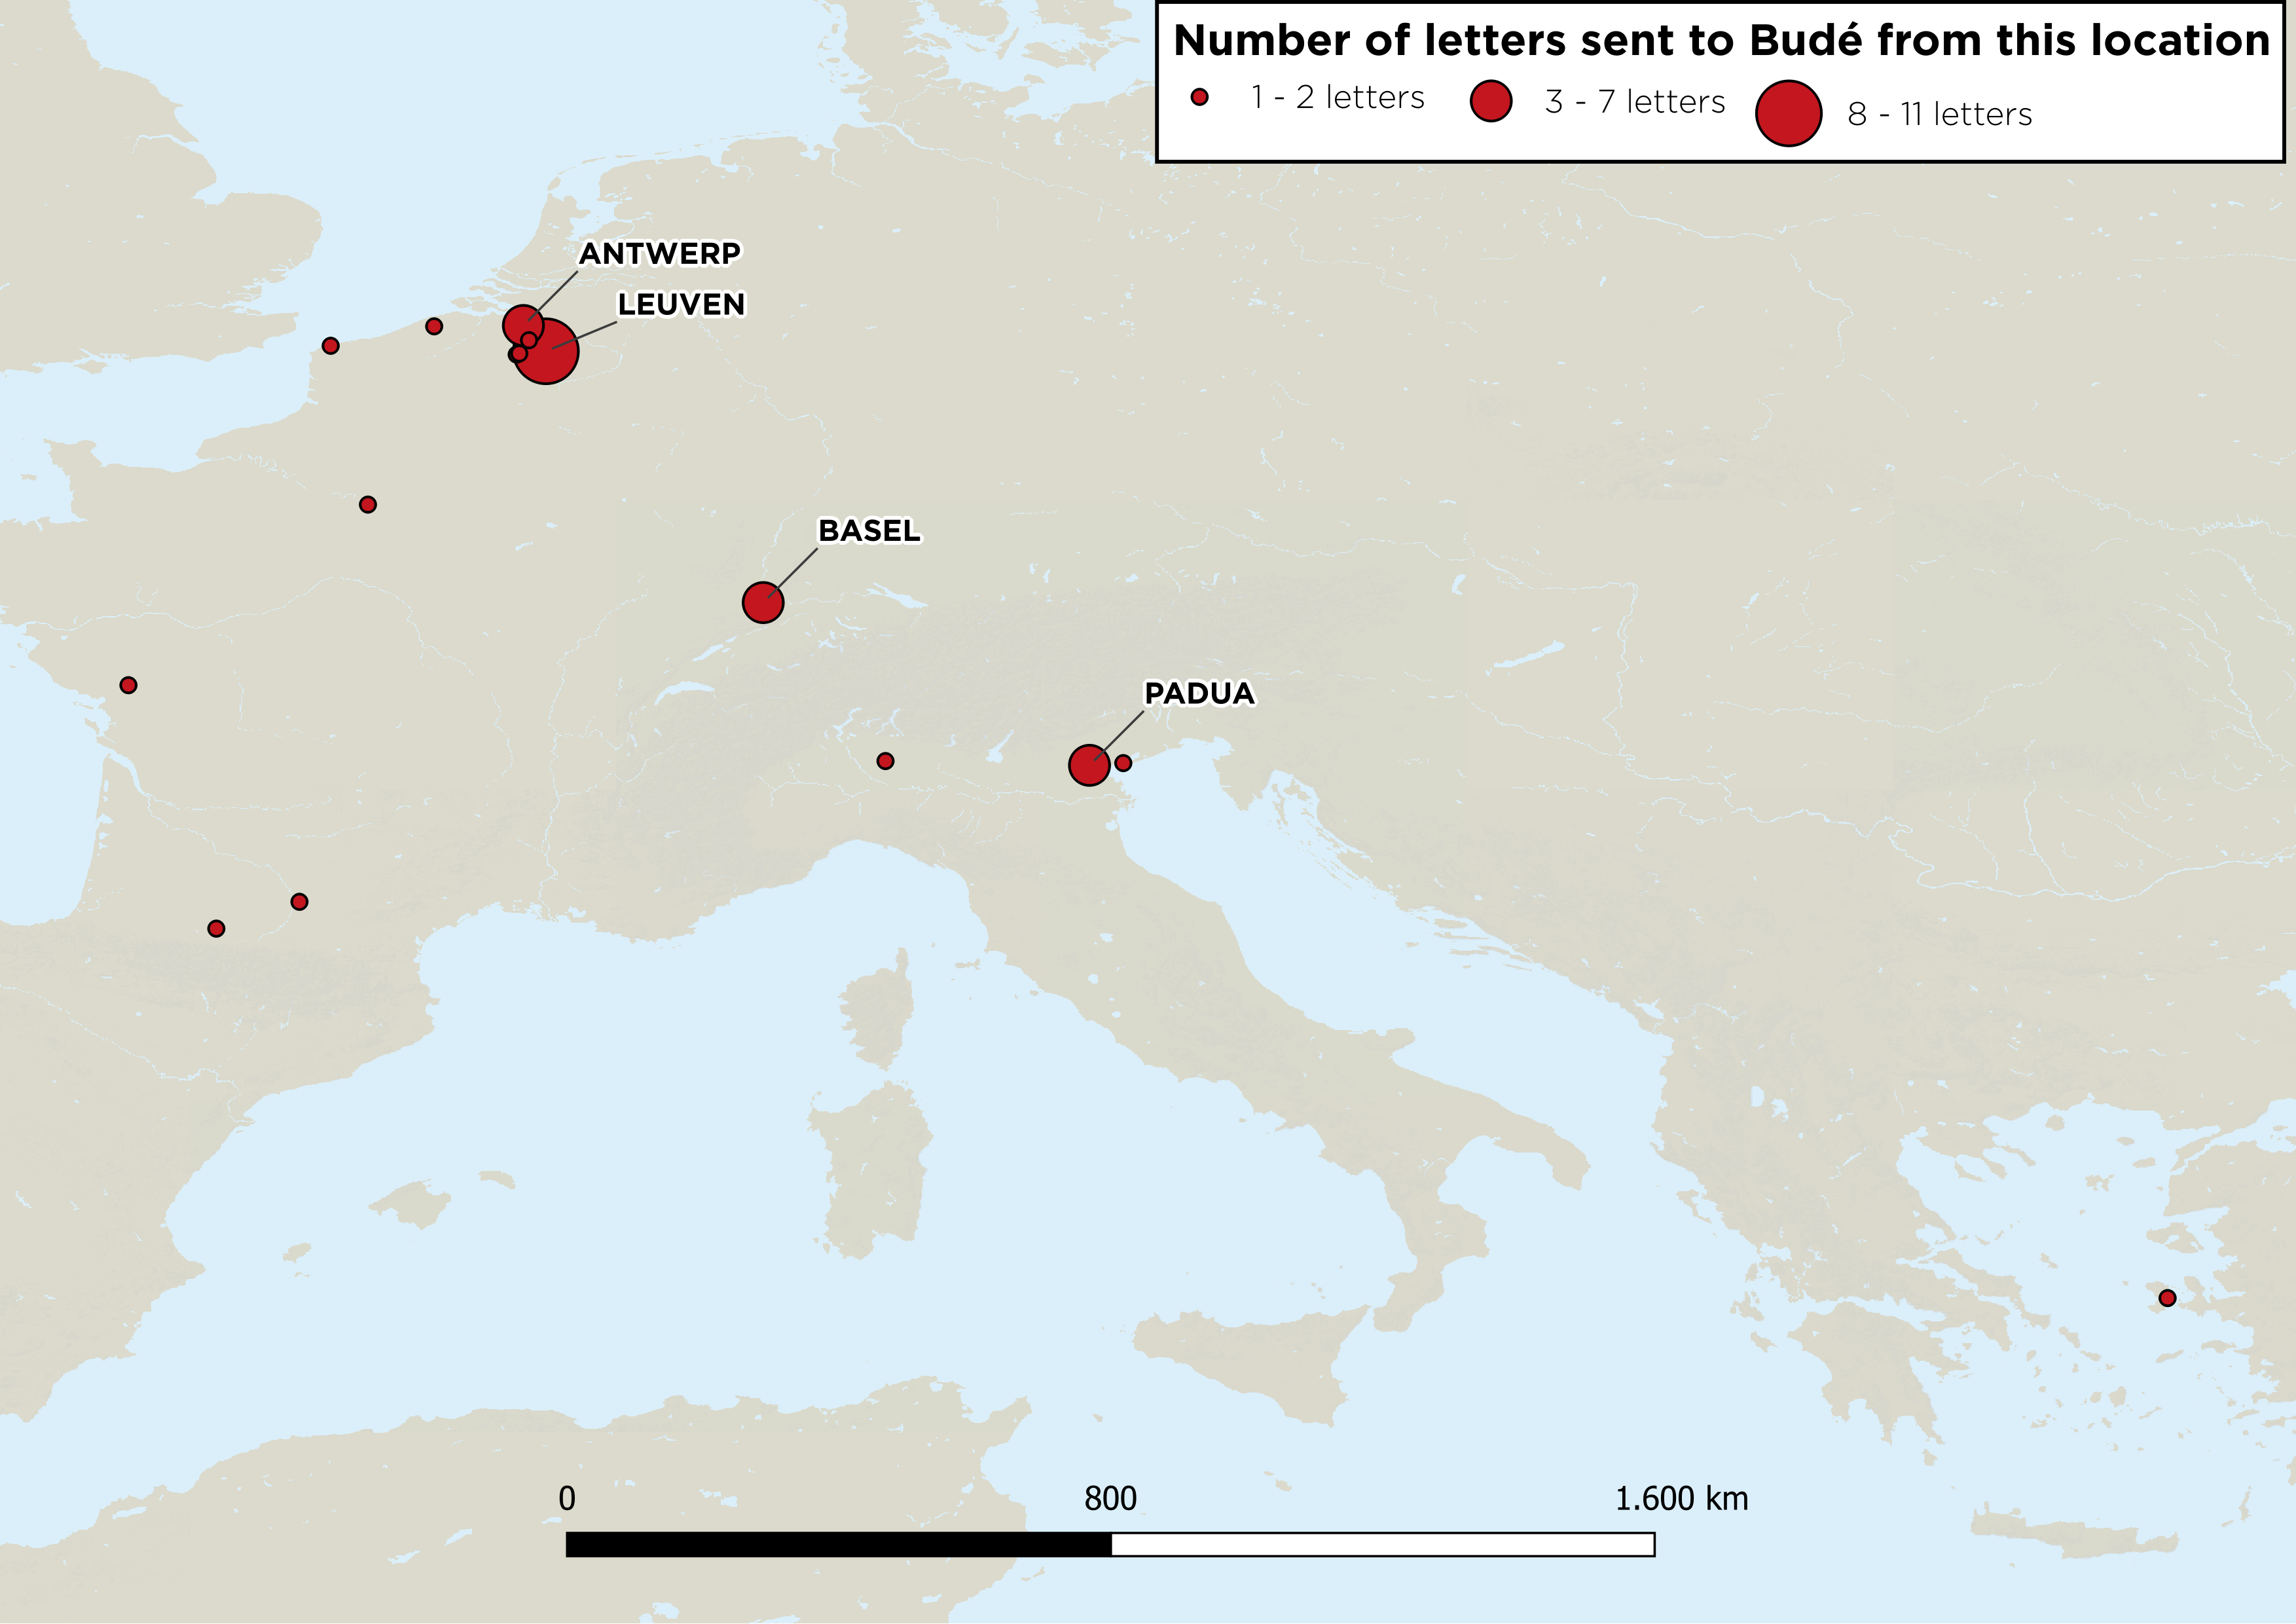 Number of letters sent to Budé from this location
1 - 2 letters 3 - 7 letters 8 - 11 letters
ANTWERP
LEUVEN
BASEL
PADUA
0 800 1.600 km